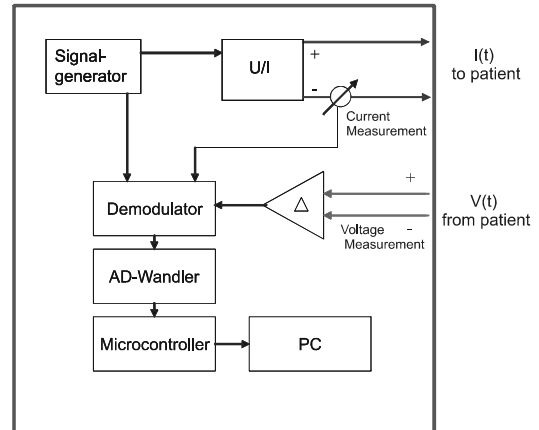 Signal-
generator
U/I
+
-
I(t)
to patient
Current
Measurement
Demodulator
Δ
+
-
V(t)
from patient
Voltage
Measurement
AD-Wandler
Microcontroller
PC